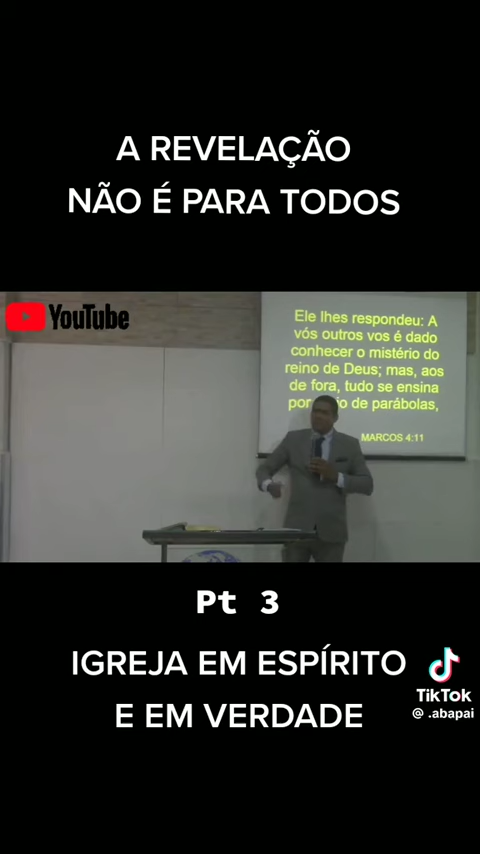 A REVELAÇÃO
NÃO É PARA TODOS
YouTube
Ele lhes respondeu: A
vós outros vos é dado
conhecer o mistério do
reino de Deus; mas, aos
de fora, tudo se ensina
de parábolas,
MARCOS 4:11
Pt 3
IGREJA EM ESPÍRITO
E EM VERDADE
TikTok
@ .abapai